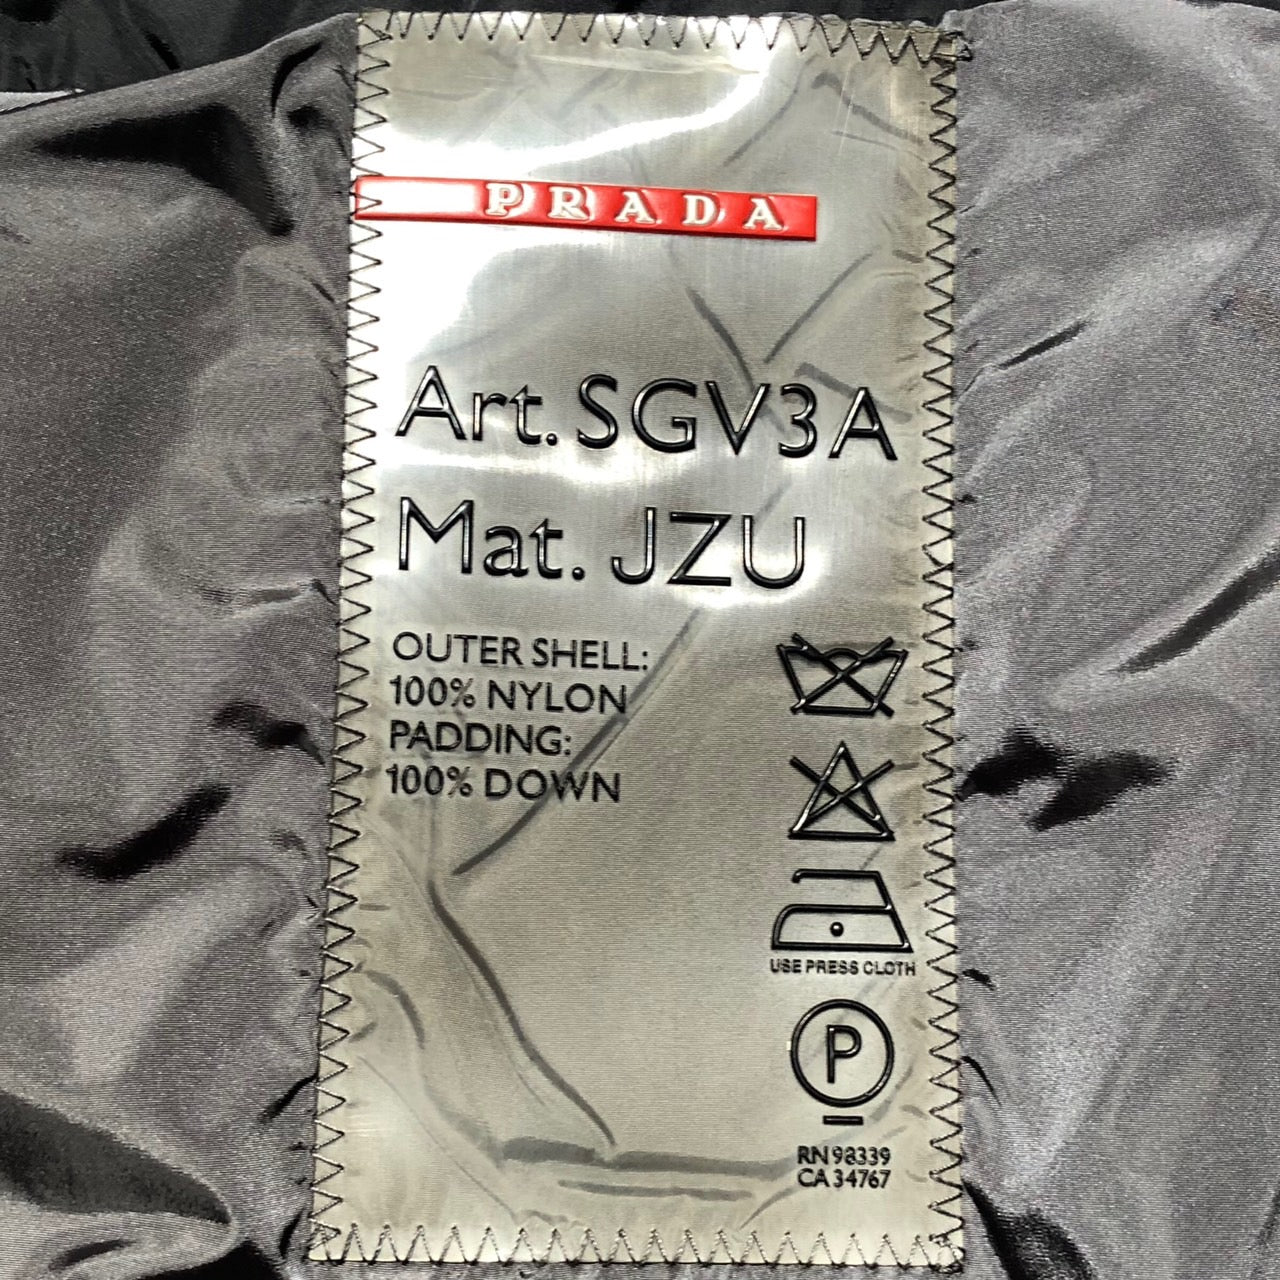 PRADA
Art. SGV3A
Mat. JZU
OUTER SHELL:
100% NYLON
PADDING:
100% DOWN
USE PRESS CLOTH
P
RN 98339
CA 34767